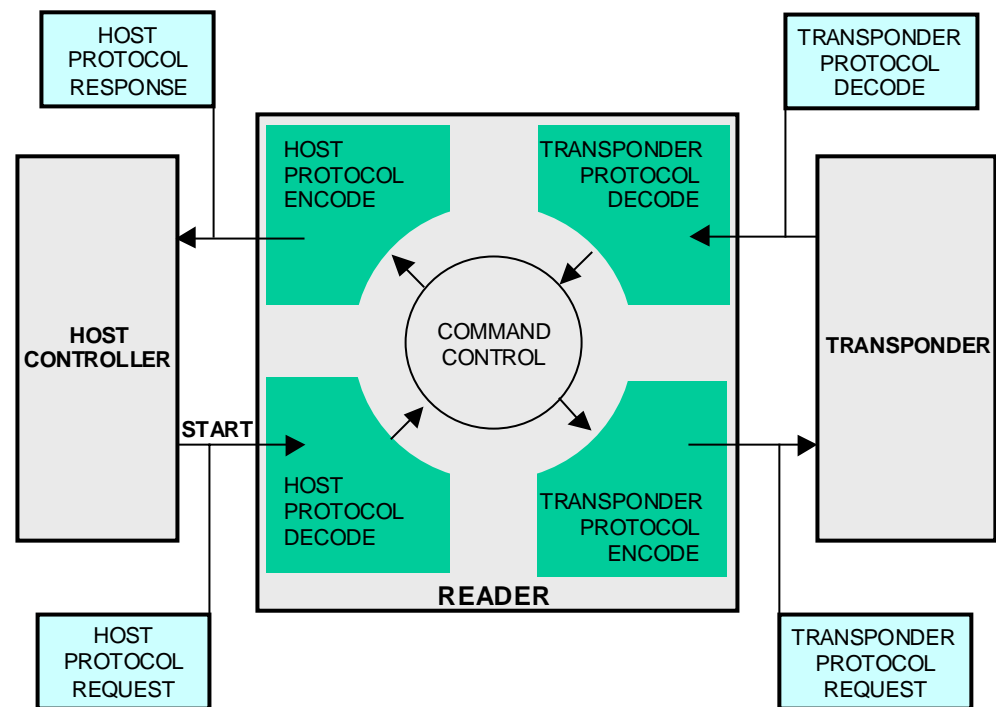 HOST
PROTOCOL
RESPONSE
TRANSPONDER
PROTOCOL
DECODE
HOST
PROTOCOL
ENCODE
TRANSPONDER
PROTOCOL
DECODE
HOST
CONTROLLER
COMMAND
CONTROL
TRANSPONDER
START
HOST
PROTOCOL
DECODE
TRANSPONDER
PROTOCOL
ENCODE
READER
HOST
PROTOCOL
REQUEST
TRANSPONDER
PROTOCOL
REQUEST